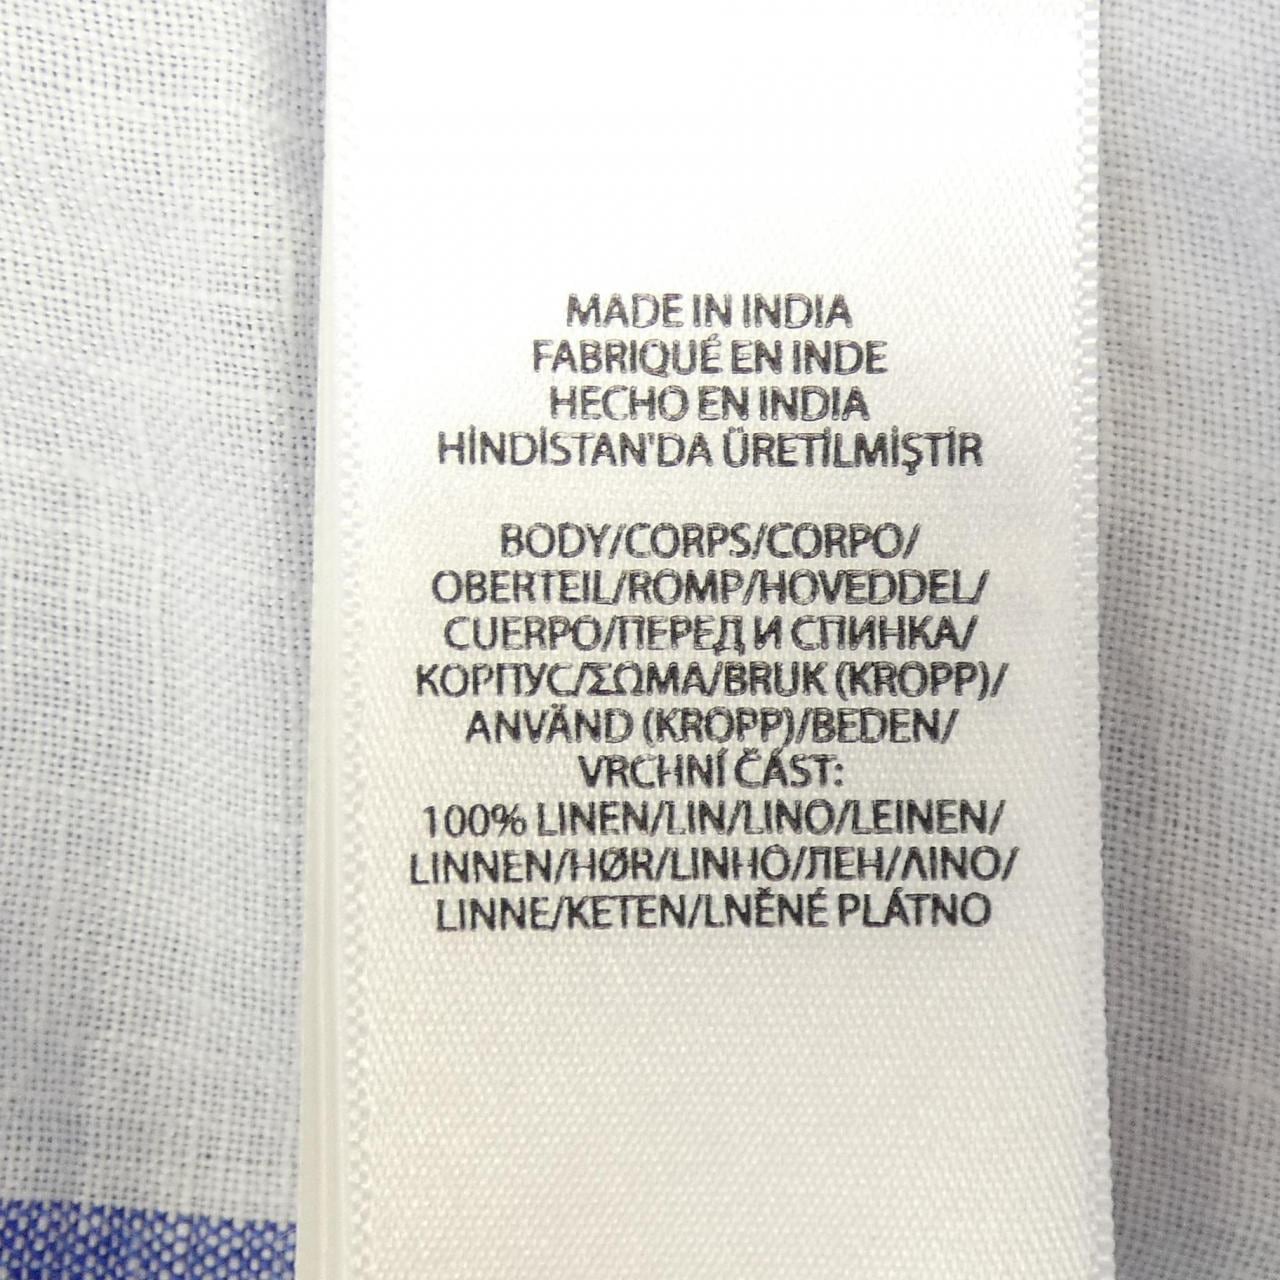 MADE IN INDIA
FABRIQUÉ EN INDE
HECHO EN INDIA
HİNDİSTAN'DA ÜRETİLMİŞTİR
BODY/CORPS/CORPO/
OBERTEIL/ROMP/HOVEDDEL/
CUERPO/ПЕРЕД И СПИНКА/
КОРПУС/ΣΩΜΑ/BRUK (KROPP)/
ANVÄND (KROPP)/BEDEN/
VRCHNÍ ČÁST:
100% LINEN/LIN/LINO/LEINEN/
LINNEN/HØR/LINHO/ЛЕН/ΛΙΝΟ/
LINNE/KETEN/LNĚNÉ PLÁTNO